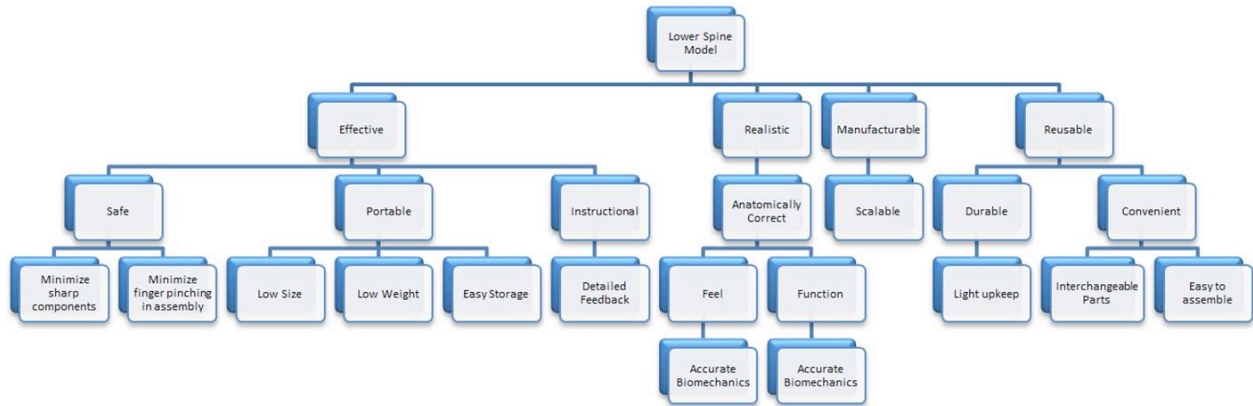 Lower Spine
Model
Effective
Realistic
Manufacturable
Reusable
Safe
Portable
Instructional
Anatomically
Correct
Scalable
Durable
Convenient
Minimize
sharp
components
Minimize
finger pinching
in assembly
Low Size
Low Weight
Easy Storage
Detailed
Feedback
Feel
Function
Light upkeep
Interchangeable
Parts
Easy to
assemble
Accurate
Biomechanics
Accurate
Biomechanics